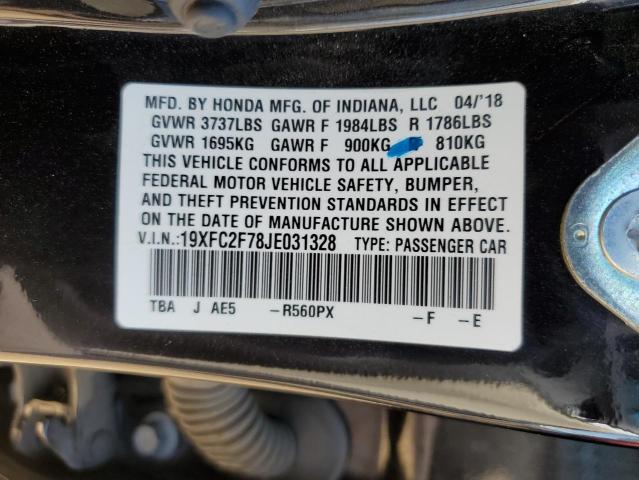 MFD. BY HONDA MFG. OF INDIANA, LLC 04/'18
GVWR 3737LBS GAWR F 1984LBS R 1786LBS
GVWR 1695KG GAWR F 900KG R 810KG
THIS VEHICLE CONFORMS TO ALL APPLICABLE
FEDERAL MOTOR VEHICLE SAFETY, BUMPER,
AND THEFT PREVENTION STANDARDS IN EFFECT
ON THE DATE OF MANUFACTURE SHOWN ABOVE.
V.I.N.:19XFC2F78JE031328 TYPE: PASSENGER CAR
TBA J AE5 -R560PX -F -E